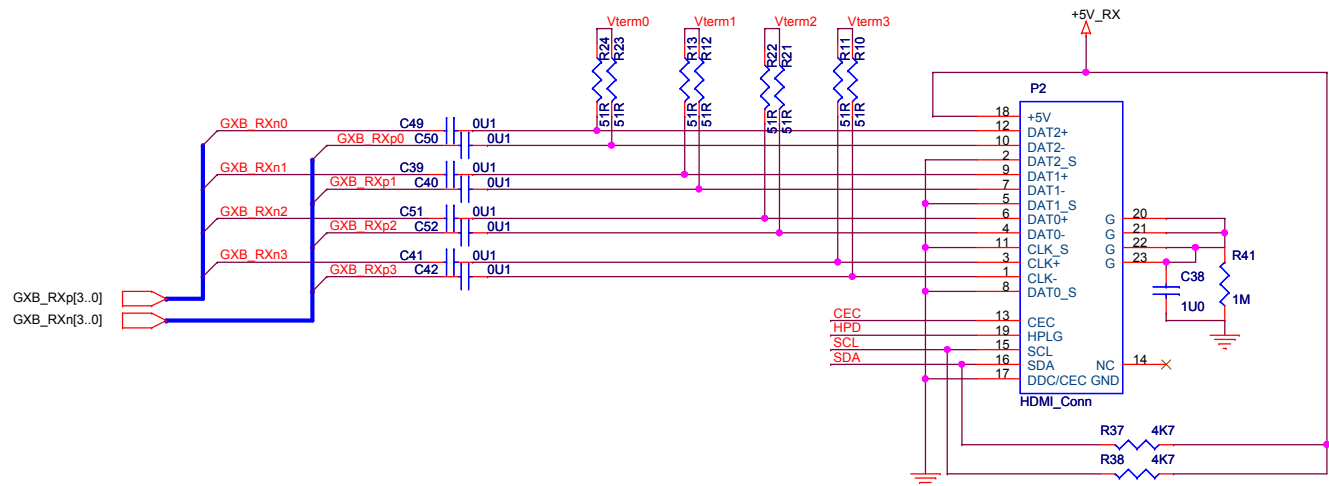 +5V_RX
Vterm0 Vterm1 Vterm2 Vterm3
R24 R23 R13 R12 R22 R21 R11 R10
51R 51R 51R 51R 51R 51R 51R 51R
P2
GXB_RXn0 C49 0U1 18 +5V
12 DAT2+
GXB_RXp0 C50 0U1 10 DAT2-
2 DAT2_S
GXB_RXn1 C39 0U1 9 DAT1+
GXB_RXp1 C40 0U1 7 DAT1-
5 DAT1_S
GXB_RXn2 C51 0U1 6 DAT0+ G 20
GXB_RXp2 C52 0U1 4 DAT0- G 21
11 CLK_S G 22
GXB_RXn3 C41 0U1 3 CLK+ G 23 R41
GXB_RXp3 C42 0U1 1 CLK- C38
8 DAT0_S
GXB_RXp[3..0] 1U0 1M
GXB_RXn[3..0]
CEC 13 CEC
HPD 19 HPLG
SCL 15 SCL
SDA 16 SDA NC 14
17 DDC/CEC GND
HDMI_Conn
R37 4K7
R38 4K7